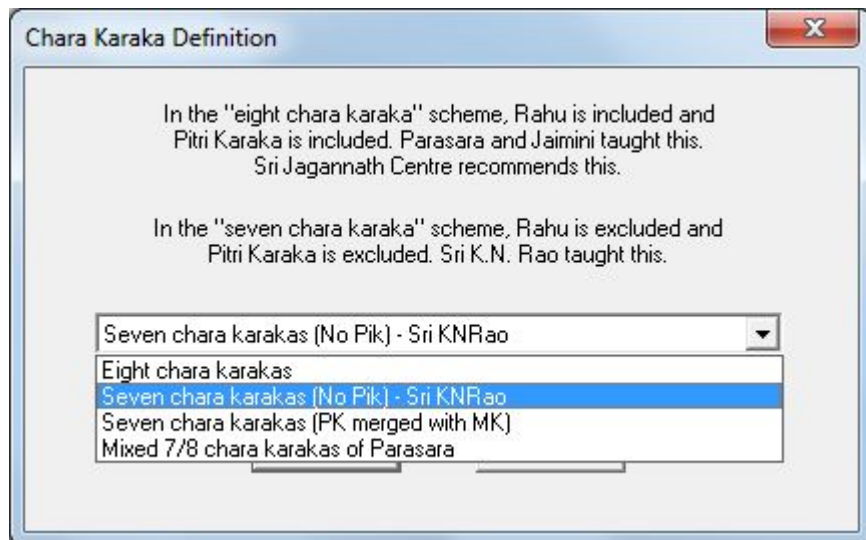 Chara Karaka Definition
In the "eight chara karaka" scheme, Rahu is included and
Pitri Karaka is included. Parasara and Jaimini taught this.
Sri Jagannath Centre recommends this.
In the "seven chara karaka" scheme, Rahu is excluded and
Pitri Karaka is excluded. Sri K.N. Rao taught this.
Seven chara karakas (No Pik) - Sri KNRao
Eight chara karakas
Seven chara karakas (No Pik) - Sri KNRao
Seven chara karakas (PK merged with MK)
Mixed 7/8 chara karakas of Parasara